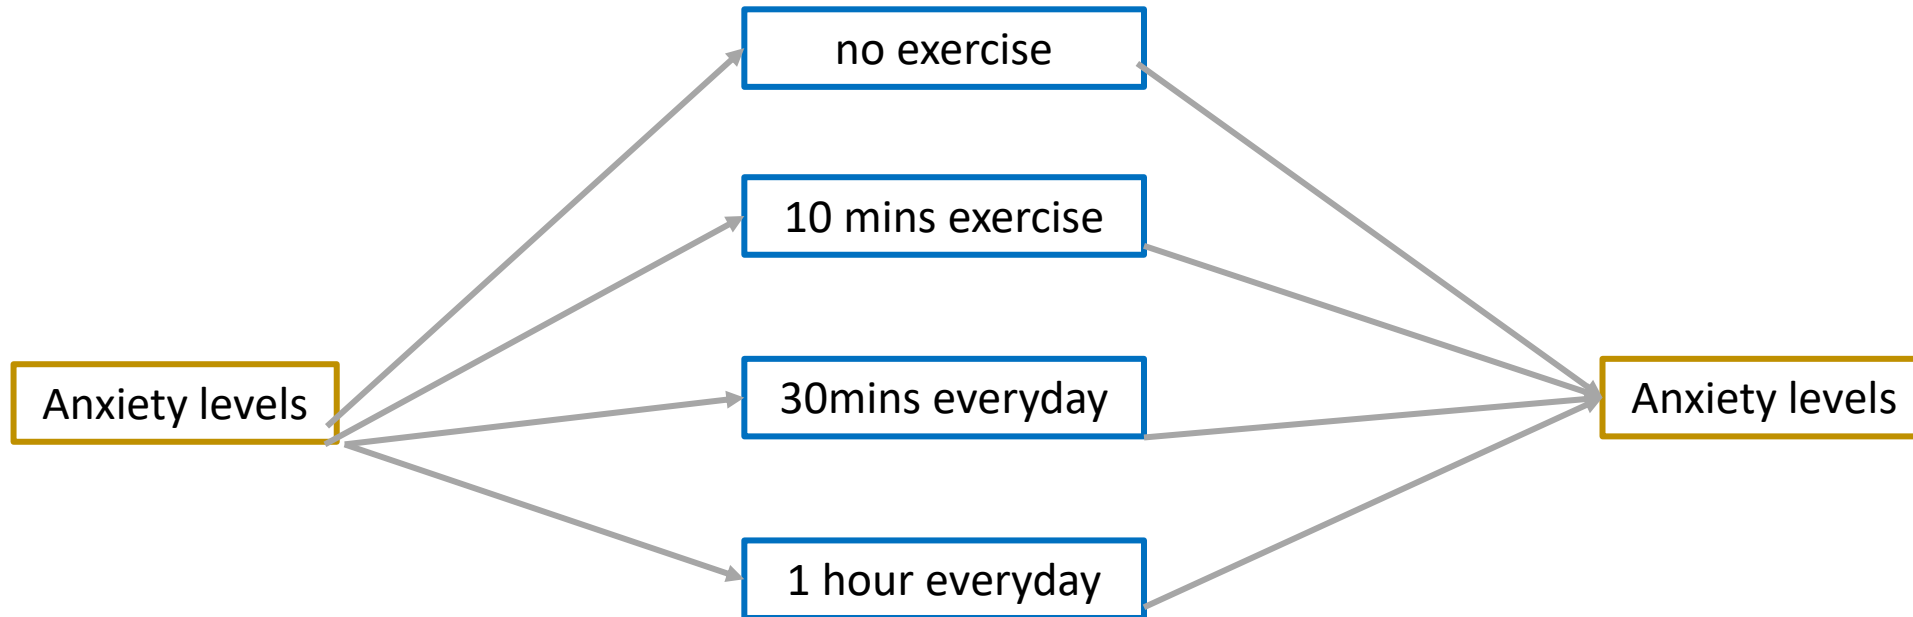 no exercise
10 mins exercise
Anxiety levels
30mins everyday
Anxiety levels
1 hour everyday